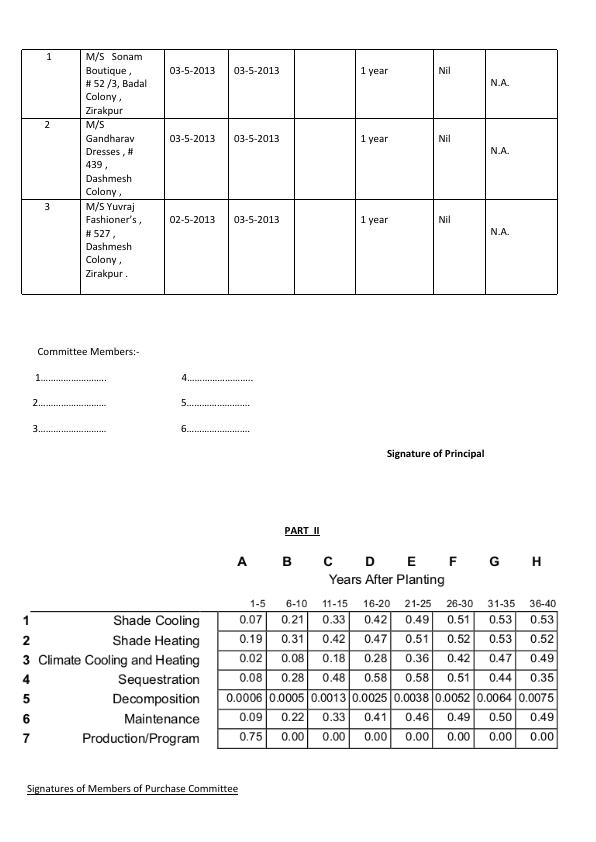 1 M/S Sonam
Boutique ,
# 52 /3, Badal
Colony ,
Zirakpur
03-5-2013 03-5-2013 1 year Nil
N.A.
2 M/S
Gandharav
Dresses , #
439 ,
Dashmesh
Colony ,
03-5-2013 03-5-2013 1 year Nil
N.A.
3 M/S Yuvraj
Fashioner's ,
# 527 ,
Dashmesh
Colony ,
Zirakpur .
02-5-2013 03-5-2013 1 year Nil
N.A.
Committee Members:-
1…………………….. 4……………………..
2……………………… 5…………………….
3……………………… 6…………………….
Signature of Principal
PART II
A B C D E F G H
Years After Planting
1-5 6-10 11-15 16-20 21-25 26-30 31-35 36-40
1 Shade Cooling 0.07 0.21 0.33 0.42 0.49 0.51 0.53 0.53
2 Shade Heating 0.19 0.31 0.42 0.47 0.51 0.52 0.53 0.52
3 Climate Cooling and Heating 0.02 0.08 0.18 0.28 0.36 0.42 0.47 0.49
4 Sequestration 0.08 0.28 0.48 0.58 0.58 0.51 0.44 0.35
5 Decomposition 0.0006 0.0005 0.0013 0.0025 0.0038 0.0052 0.0064 0.0075
6 Maintenance 0.09 0.22 0.33 0.41 0.46 0.49 0.50 0.49
7 Production/Program 0.75 0.00 0.00 0.00 0.00 0.00 0.00 0.00
Signatures of Members of Purchase Committee